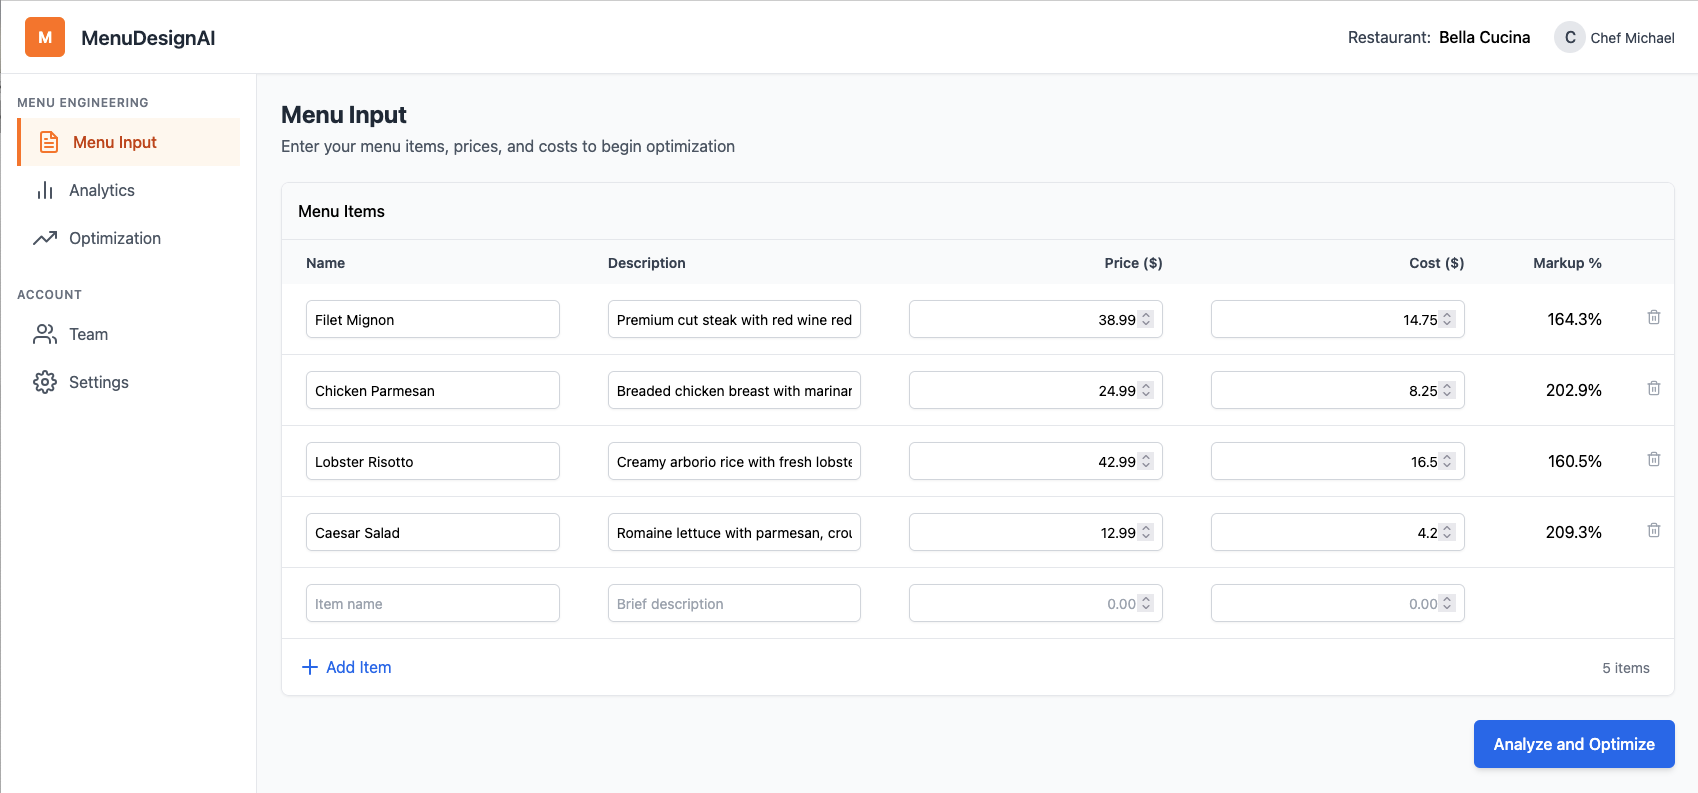 M MenuDesignAI Restaurant: Bella Cucina C Chef Michael
MENU ENGINEERING
Menu Input
Analytics
Optimization
ACCOUNT
Team
Settings
Menu Input
Enter your menu items, prices, and costs to begin optimization
Menu Items
Name Description Price ($) Cost ($) Markup %
Filet Mignon Premium cut steak with red wine red 38.99 14.75 164.3%
Chicken Parmesan Breaded chicken breast with marinar 24.99 8.25 202.9%
Lobster Risotto Creamy arborio rice with fresh lobste 42.99 16.5 160.5%
Caesar Salad Romaine lettuce with parmesan, crou 12.99 4.2 209.3%
Item name Brief description 0.00 0.00
Add Item 5 items
Analyze and Optimize